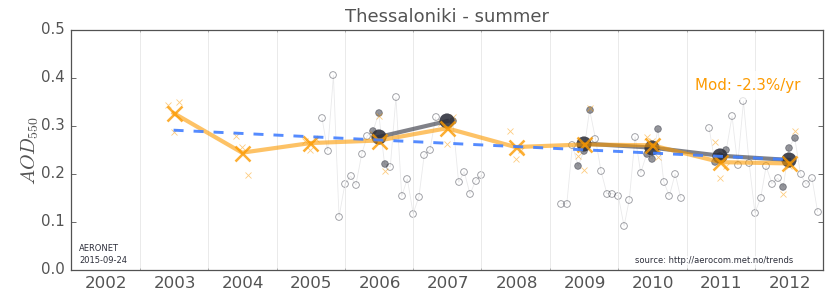 Thessaloniki - summer
0.5
0.4
0.3
0.2
0.1
0.0
AOD550
Mod: -2.3%/yr
AERONET
2015-09-24
source: http://aerocom.met.no/trends
2002 2003 2004 2005 2006 2007 2008 2009 2010 2011 2012